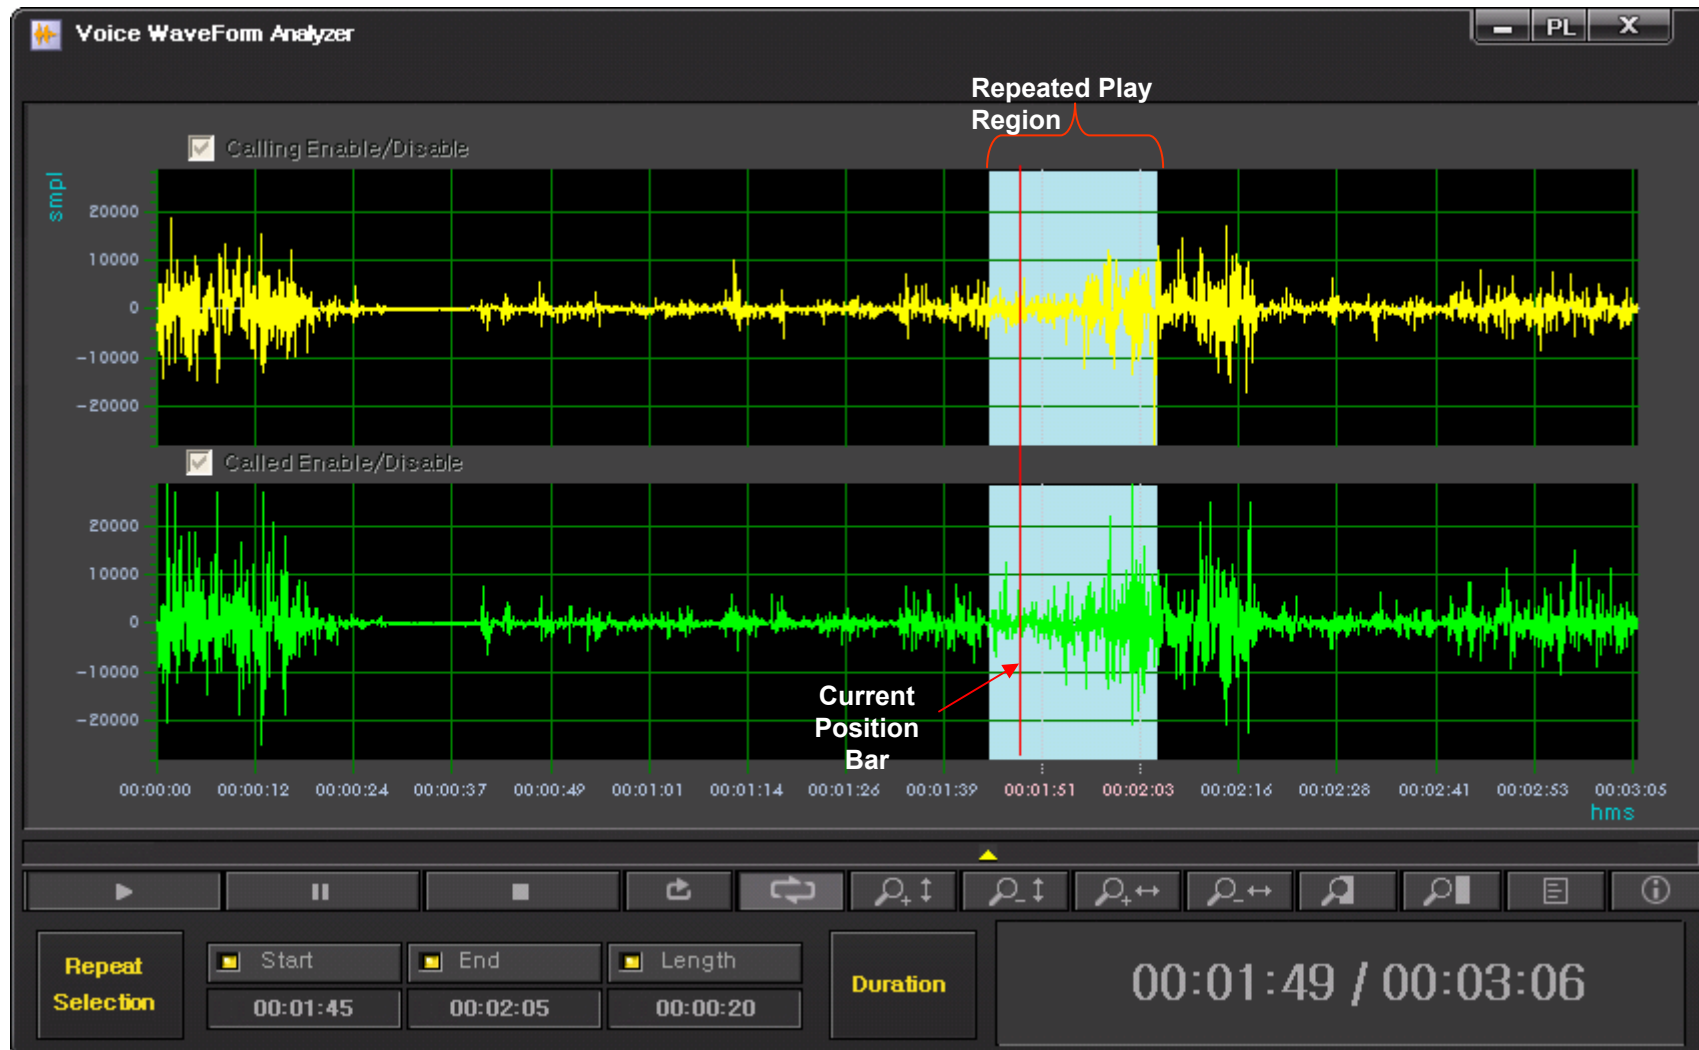 Voice WaveForm Analyzer
PL X
Repeated Play
Region
Calling Enable/Disable
smpl
20000
10000
0
-10000
-20000
Called Enable/Disable
20000
10000
0
-10000
-20000
Current
Position
Bar
00:00:00 00:00:12 00:00:24 00:00:37 00:00:49 00:01:01 00:01:14 00:01:26 00:01:39 00:01:51 00:02:03 00:02:16 00:02:28 00:02:41 00:02:53 00:03:05
hms
Repeat
Selection
Start End Length
00:01:45 00:02:05 00:00:20
Duration
00:01:49 / 00:03:06